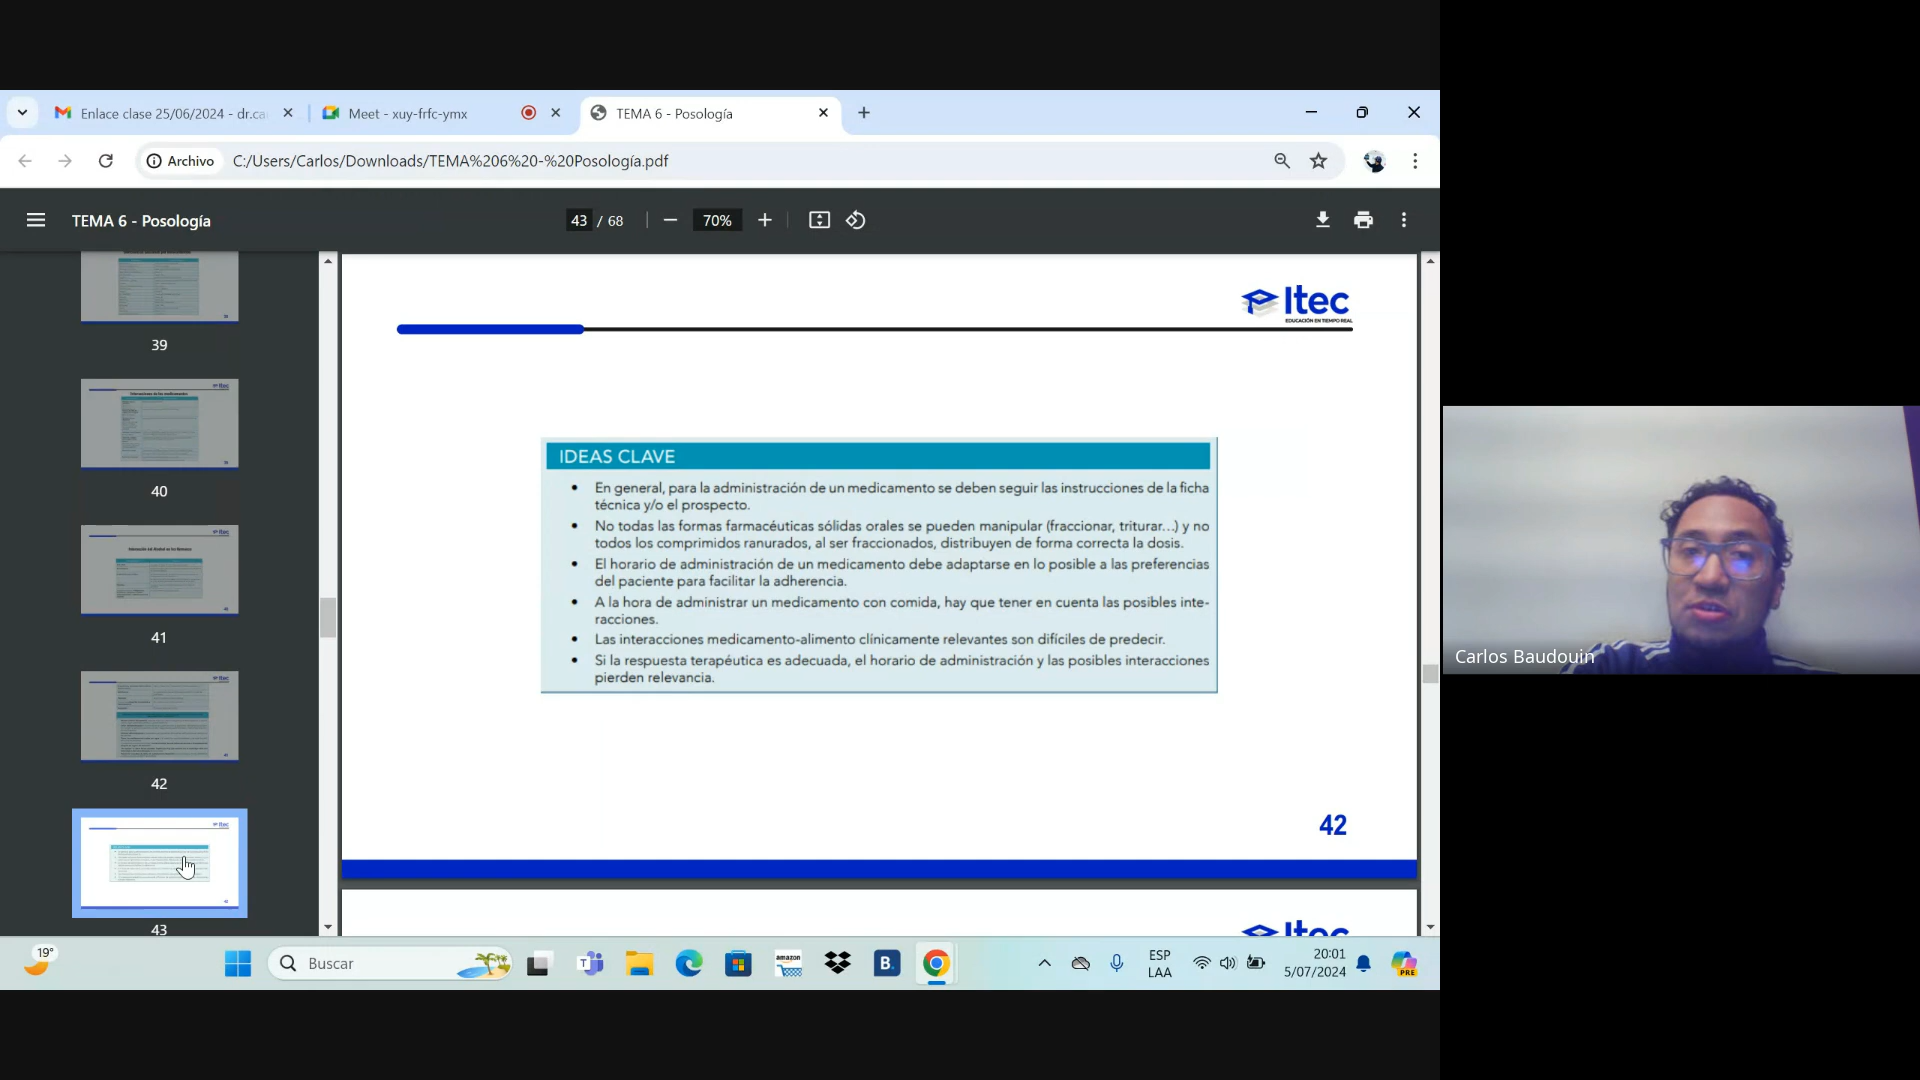 Enlace clase 25/06/2024 - dr.ca
Meet - xuy-frfc-ymx
TEMA 6 - Posología
Archivo
C:/Users/Carlos/Downloads/TEMA%206%20-%20Posología.pdf
TEMA 6 - Posología
43 / 68
70%
39
40
41
42
43
Itec
EDUCACIÓN EN TIEMPO REAL
IDEAS CLAVE
• En general, para la administración de un medicamento se deben seguir las instrucciones de la ficha
técnica y/o el prospecto.
• No todas las formas farmacéuticas sólidas orales se pueden manipular (fraccionar, triturar...) y no
todos los comprimidos ranurados, al ser fraccionados, distribuyen de forma correcta la dosis.
• El horario de administración de un medicamento debe adaptarse en lo posible a las preferencias
del paciente para facilitar la adherencia.
• A la hora de administrar un medicamento con comida, hay que tener en cuenta las posibles inte-
racciones.
• Las interacciones medicamento-alimento clínicamente relevantes son difíciles de predecir.
• Si la respuesta terapéutica es adecuada, el horario de administración y las posibles interacciones
pierden relevancia.
42
Itec
Carlos Baudouin
19°
Buscar
amazon
B.
ESP
LAA
20:01
5/07/2024
PRE